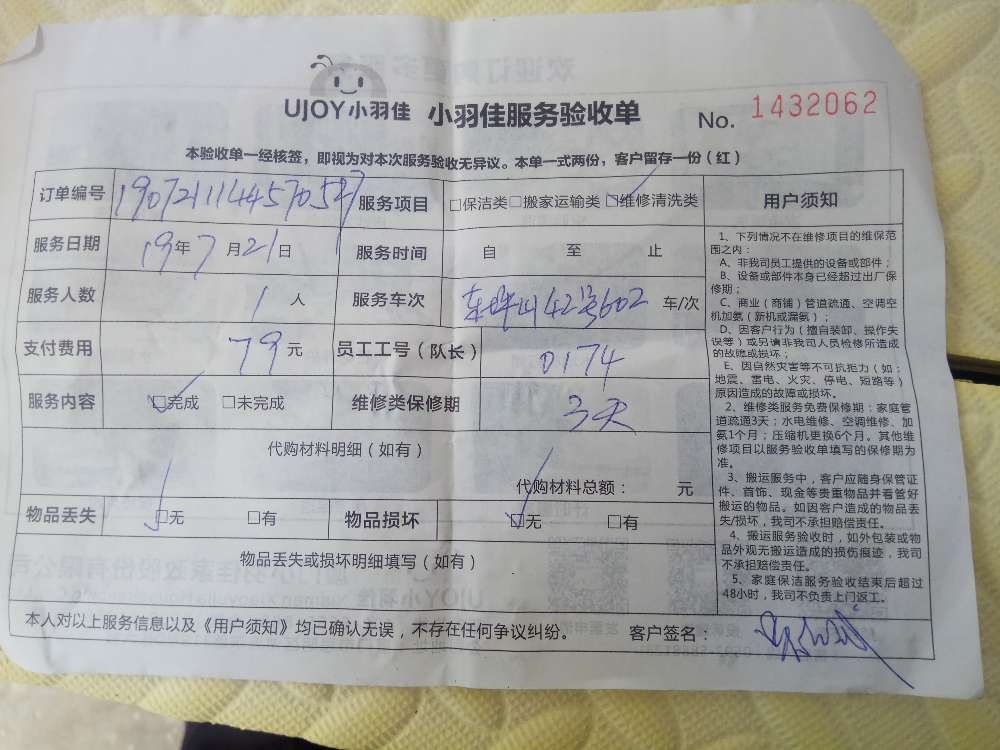 UJOY小羽佳 小羽佳服务验收单 No. 1432062
本验收单一经核签，即视为对本次服务验收无异议。本单一式两份，客户留存一份（红）
订单编号 服务项目 □保洁类□搬家运输类☑维修清洗类
服务日期 19年7月21日 服务时间 自 至 止
服务人数 1人 服务车次 42号602 车/次
支付费用 79元 员工工号（队长） 0174
服务内容 ☑完成 □未完成 维修类保修期 3天
代购材料明细（如有）
代购材料总额： 元
物品丢失 ☑无 □有 物品损坏 ☑无 □有
物品丢失或损坏明细填写（如有）
本人对以上服务信息以及《用户须知》均已确认无误，不存在任何争议纠纷。 客户签名：
用户须知
1、下列情况不在维修项目的维保范
围之内：
A、非我司员工提供的设备或部件；
B、设备或部件本身已经超过出厂保
修期；
C、商业（商铺）管道疏通、空调空
机加氨（新机或漏氨）；
D、因客户行为（擅自装卸、操作失
误等）或另请非我司人员检修所造成
的故障或损坏；
E、因自然灾害等不可抗拒力（如：
地震、雷电、火灾、停电、短路等）
原因造成的故障或损坏。
2、维修类服务免费保修期：家庭管
道疏通3天；水电维修、空调维修、加
氨1个月；压缩机更换6个月。其他维
修项目以服务验收单填写的保修期为
准。
3、搬运服务中，客户应随身保管证
件、首饰、现金等贵重物品并看管好
搬运的物品。如因客户造成的物品丢
失/损坏，我司不承担赔偿责任。
4、搬运服务验收时，如外包装或物
品外观无搬运造成的损伤痕迹，我司
不承担赔偿责任。
5、家庭保洁服务验收结束后超过
48小时，我司不负责上门返工。